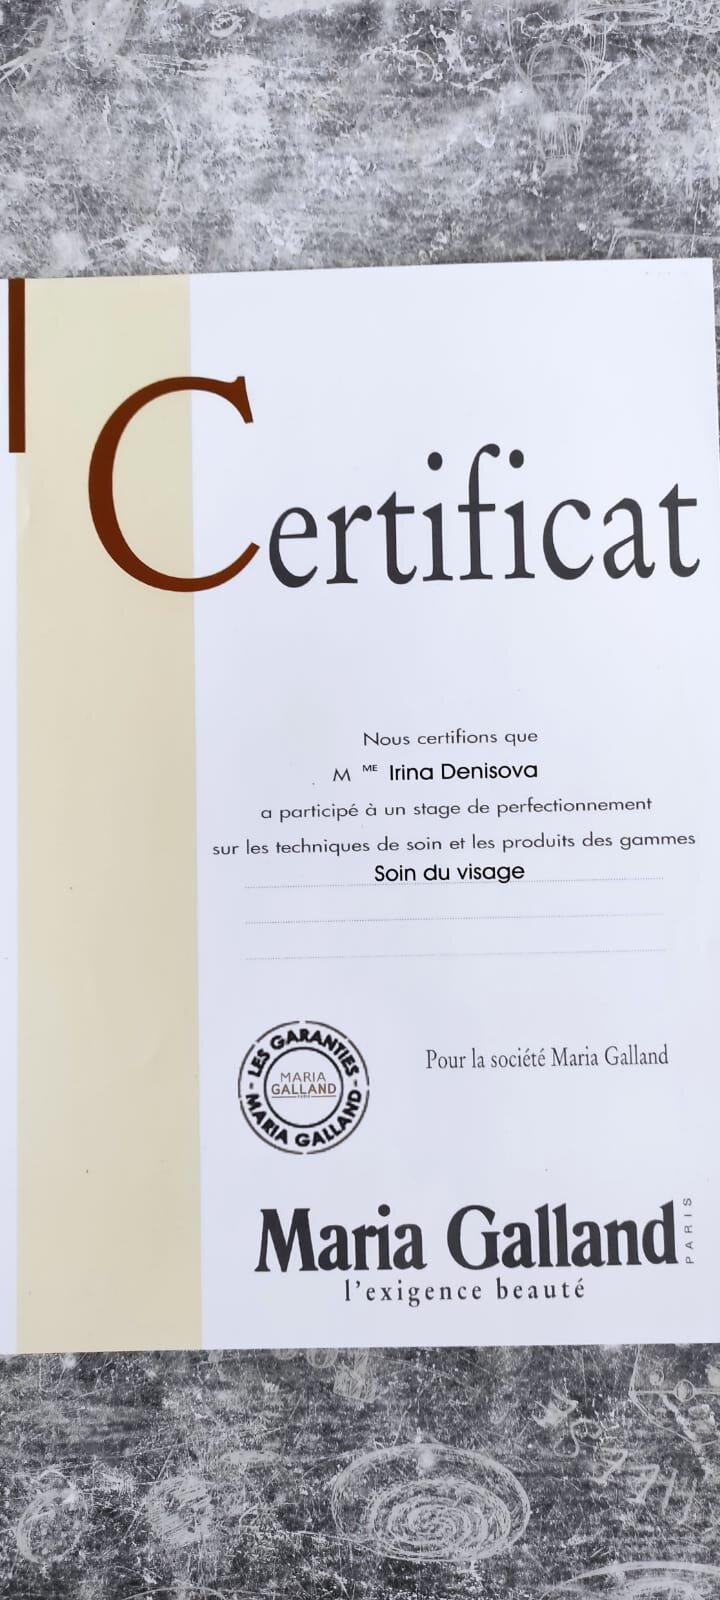 Certificat
Nous certifions que
M ME Irina Denisova
a participé à un stage de perfectionnement
sur les techniques de soin et les produits des gammes
Soin du visage
LES GARANTIES
MARIA
GALLAND
PARIS
MARIA GALLAND
Pour la société Maria Galland
Maria Galland PARIS
l'exigence beauté